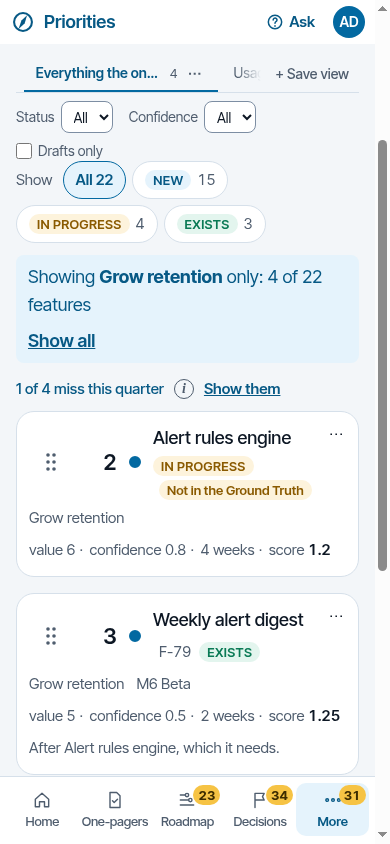 Priorities
Ask
AD
Everything the on... 4 ...
Usa
+ Save view
Status All Confidence All
Drafts only
Show All 22 NEW 15
IN PROGRESS 4 EXISTS 3
Showing Grow retention only: 4 of 22
features
Show all
1 of 4 miss this quarter i Show them
2 Alert rules engine ...
IN PROGRESS
Not in the Ground Truth
Grow retention
value 6 · confidence 0.8 · 4 weeks · score 1.2
3 Weekly alert digest ...
F-79 EXISTS
Grow retention M6 Beta
value 5 · confidence 0.5 · 2 weeks · score 1.25
After Alert rules engine, which it needs.
23 34 31
Home One-pagers Roadmap Decisions More